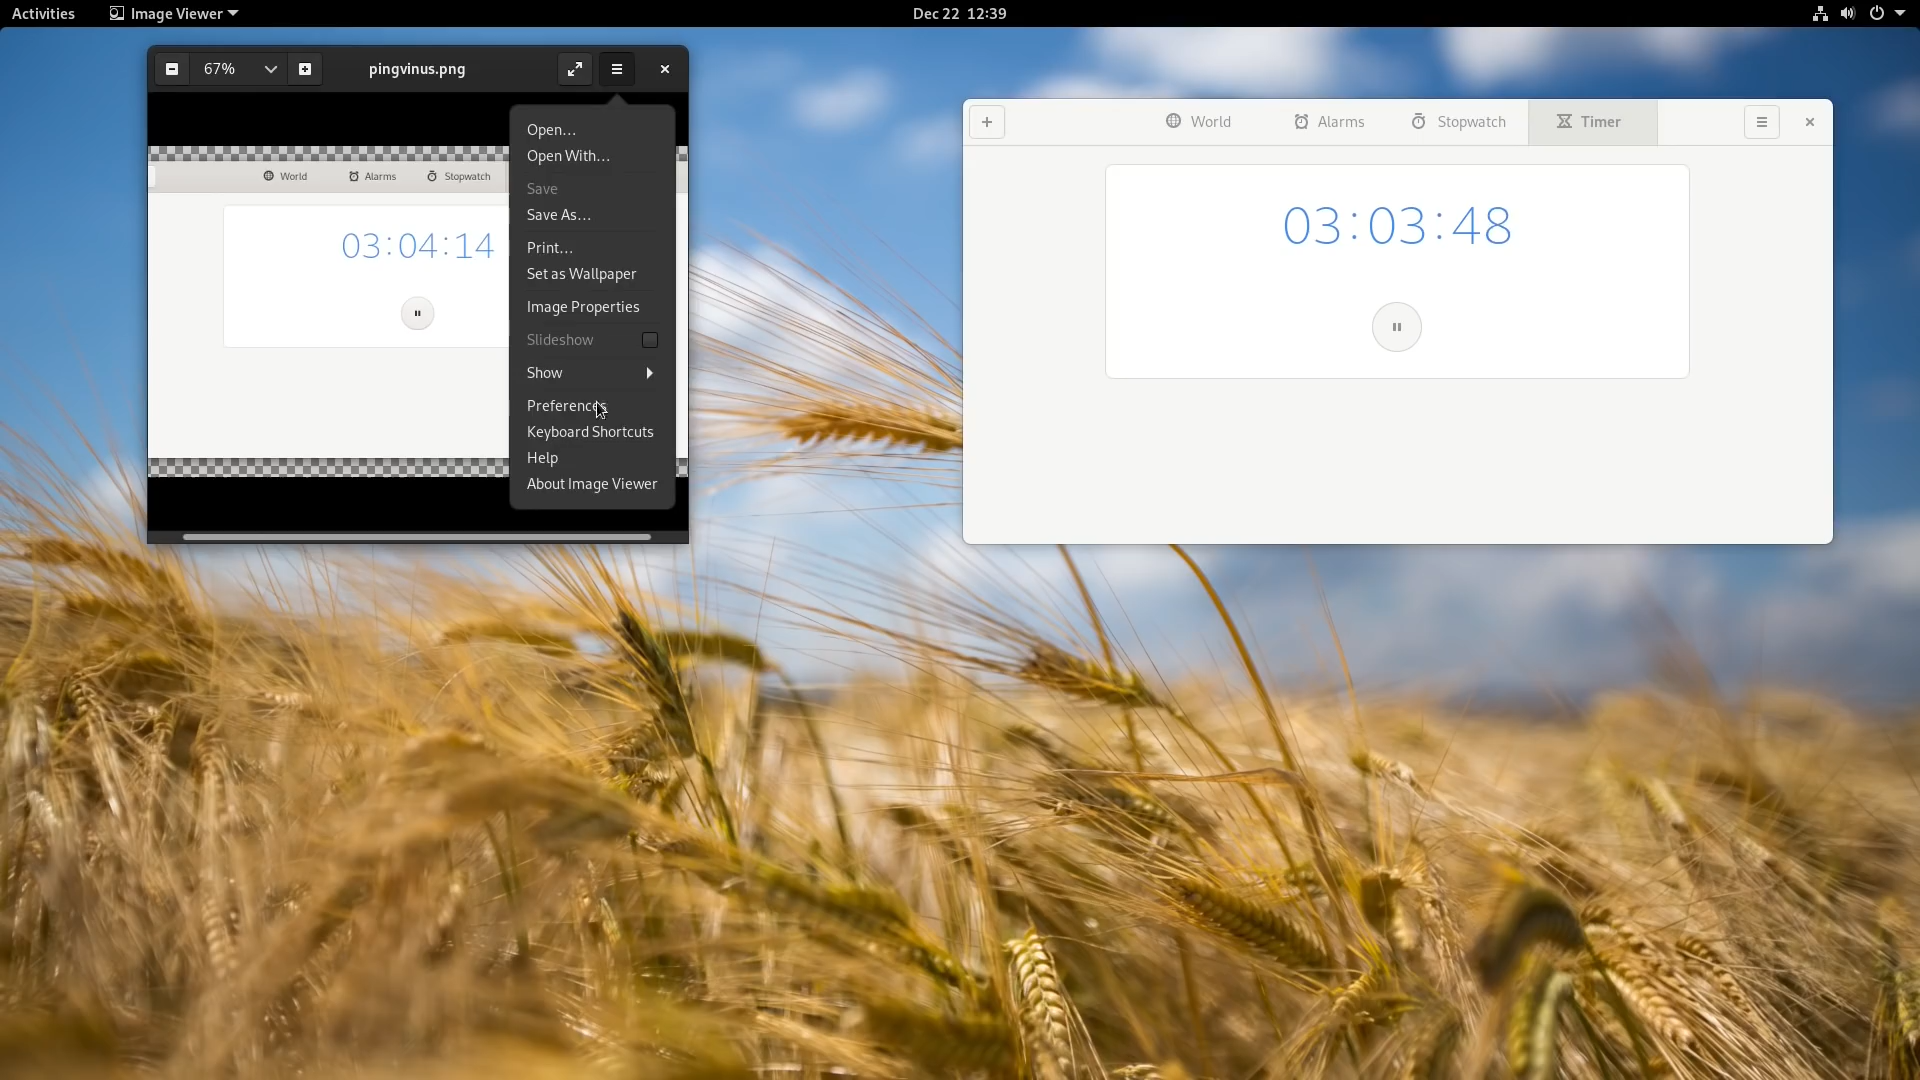 Activities
Image Viewer
Dec 22 12:39
67%
pingvinus.png
Open…
Open With…
Save
Save As…
Print…
Set as Wallpaper
Image Properties
Slideshow
Show
Preferences
Keyboard Shortcuts
Help
About Image Viewer
World Alarms Stopwatch
03:04:14
World Alarms Stopwatch Timer
03:03:48